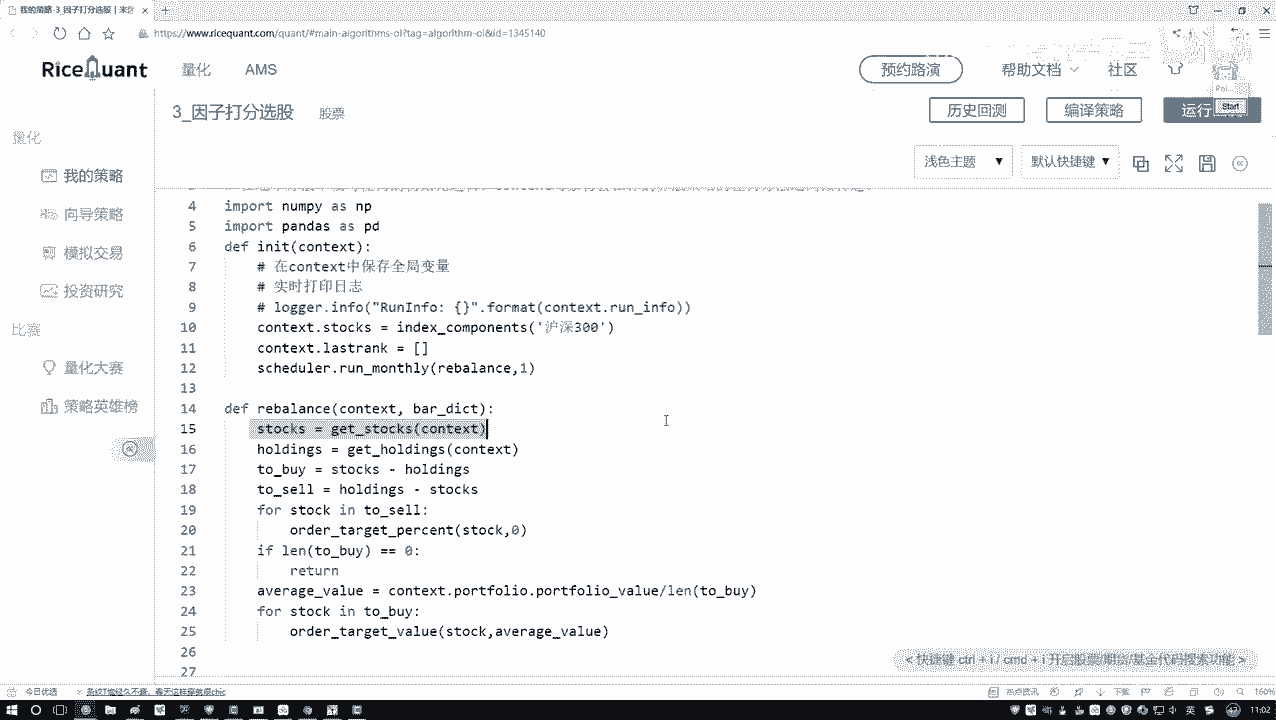 我的策略-3_因子打分选股
https://www.ricequant.com/quant/#main-algorithms-ol?tag=algorithm-ol&id=1345140
RiceQuant 量化 AMS 预约路演 帮助文档 社区
3_因子打分选股 股票 历史回测 编译策略 运行
Start
量化
浅色主题 默认快捷键
我的策略
向导策略
模拟交易
投资研究
比赛
量化大赛
策略英雄榜
4 import numpy as np
5 import pandas as pd
6 def init(context):
7 # 在context中保存全局变量
8 # 实时打印日志
9 # logger.info("RunInfo: {}".format(context.run_info))
10 context.stocks = index_components('沪深300')
11 context.lastrank = []
12 scheduler.run_monthly(rebalance,1)
13
14 def rebalance(context, bar_dict):
15 stocks = get_stocks(context)
16 holdings = get_holdings(context)
17 to_buy = stocks - holdings
18 to_sell = holdings - stocks
19 for stock in to_sell:
20 order_target_percent(stock,0)
21 if len(to_buy) == 0:
22 return
23 average_value = context.portfolio.portfolio_value/len(to_buy)
24 for stock in to_buy:
25 order_target_value(stock,average_value)
26
27
<快捷键 ctrl + i / cmd + i 开启股票/期货/基金代码搜索功能 >
今日优选
热点资讯 下载 160%
英 11:02